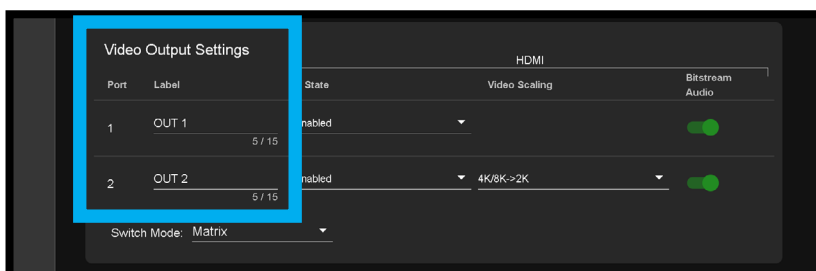 Video Output Settings
HDMI
Port Label State Video Scaling Bitstream Audio
1 OUT 1 nabled
5 / 15
2 OUT 2 nabled 4K/8K->2K
5 / 15
Switch Mode: Matrix